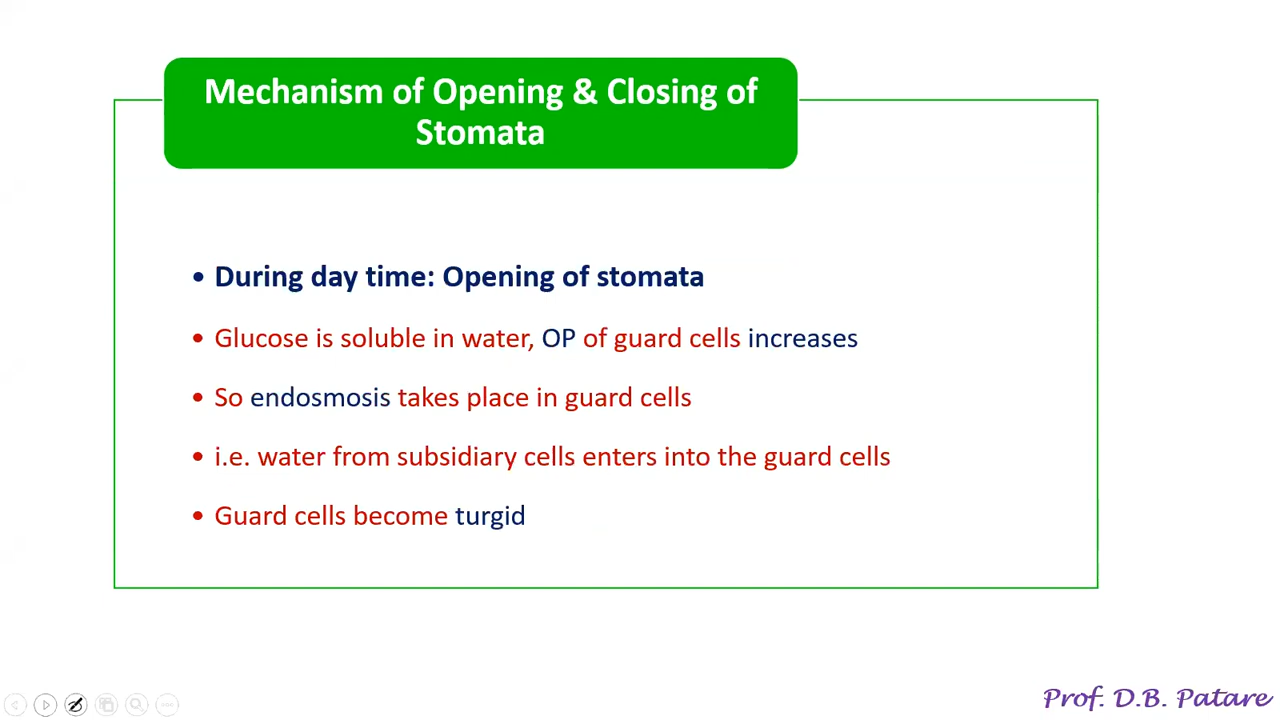 Mechanism of Opening & Closing of
Stomata
• During day time: Opening of stomata
• Glucose is soluble in water, OP of guard cells increases
• So endosmosis takes place in guard cells
• i.e. water from subsidiary cells enters into the guard cells
• Guard cells become turgid
Prof. D.B. Patare